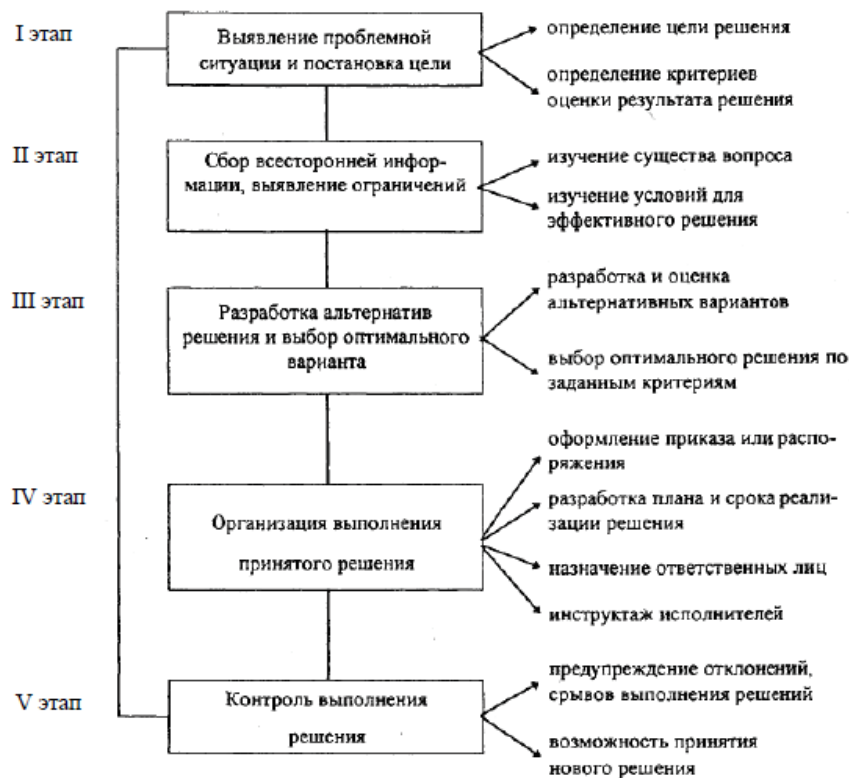 I этап
Выявление проблемной
ситуации и постановка цели
определение цели решения
определение критериев
оценки результата решения
II этап
Сбор всесторонней инфор-
мации, выявление ограничений
изучение существа вопроса
изучение условий для
эффективного решения
III этап
Разработка альтернатив
решения и выбор оптимального
варианта
разработка и оценка
альтернативных вариантов
выбор оптимального решения по
заданным критериям
IV этап
Организация выполнения
принятого решения
оформление приказа или распо-
ряжения
разработка плана и срока реали-
зации решения
назначение ответственных лиц
инструктаж исполнителей
V этап
Контроль выполнения
решения
предупреждение отклонений,
срывов выполнения решений
возможность принятия
нового решения